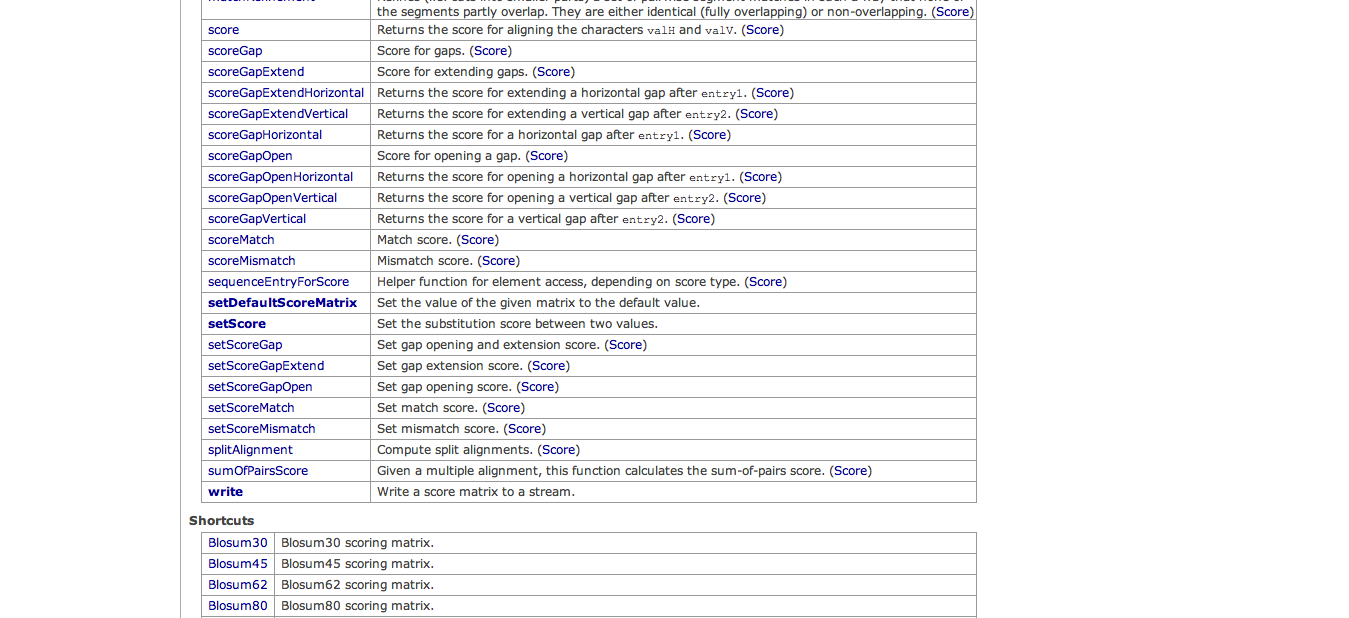 the segments partly overlap. They are either identical (fully overlapping) or non-overlapping. (Score)
score Returns the score for aligning the characters valH and valV. (Score)
scoreGap Score for gaps. (Score)
scoreGapExtend Score for extending gaps. (Score)
scoreGapExtendHorizontal Returns the score for extending a horizontal gap after entry1. (Score)
scoreGapExtendVertical Returns the score for extending a vertical gap after entry2. (Score)
scoreGapHorizontal Returns the score for a horizontal gap after entry1. (Score)
scoreGapOpen Score for opening a gap. (Score)
scoreGapOpenHorizontal Returns the score for opening a horizontal gap after entry1. (Score)
scoreGapOpenVertical Returns the score for opening a vertical gap after entry2. (Score)
scoreGapVertical Returns the score for a vertical gap after entry2. (Score)
scoreMatch Match score. (Score)
scoreMismatch Mismatch score. (Score)
sequenceEntryForScore Helper function for element access, depending on score type. (Score)
setDefaultScoreMatrix Set the value of the given matrix to the default value.
setScore Set the substitution score between two values.
setScoreGap Set gap opening and extension score. (Score)
setScoreGapExtend Set gap extension score. (Score)
setScoreGapOpen Set gap opening score. (Score)
setScoreMatch Set match score. (Score)
setScoreMismatch Set mismatch score. (Score)
splitAlignment Compute split alignments. (Score)
sumOfPairsScore Given a multiple alignment, this function calculates the sum-of-pairs score. (Score)
write Write a score matrix to a stream.
Shortcuts
Blosum30 Blosum30 scoring matrix.
Blosum45 Blosum45 scoring matrix.
Blosum62 Blosum62 scoring matrix.
Blosum80 Blosum80 scoring matrix.